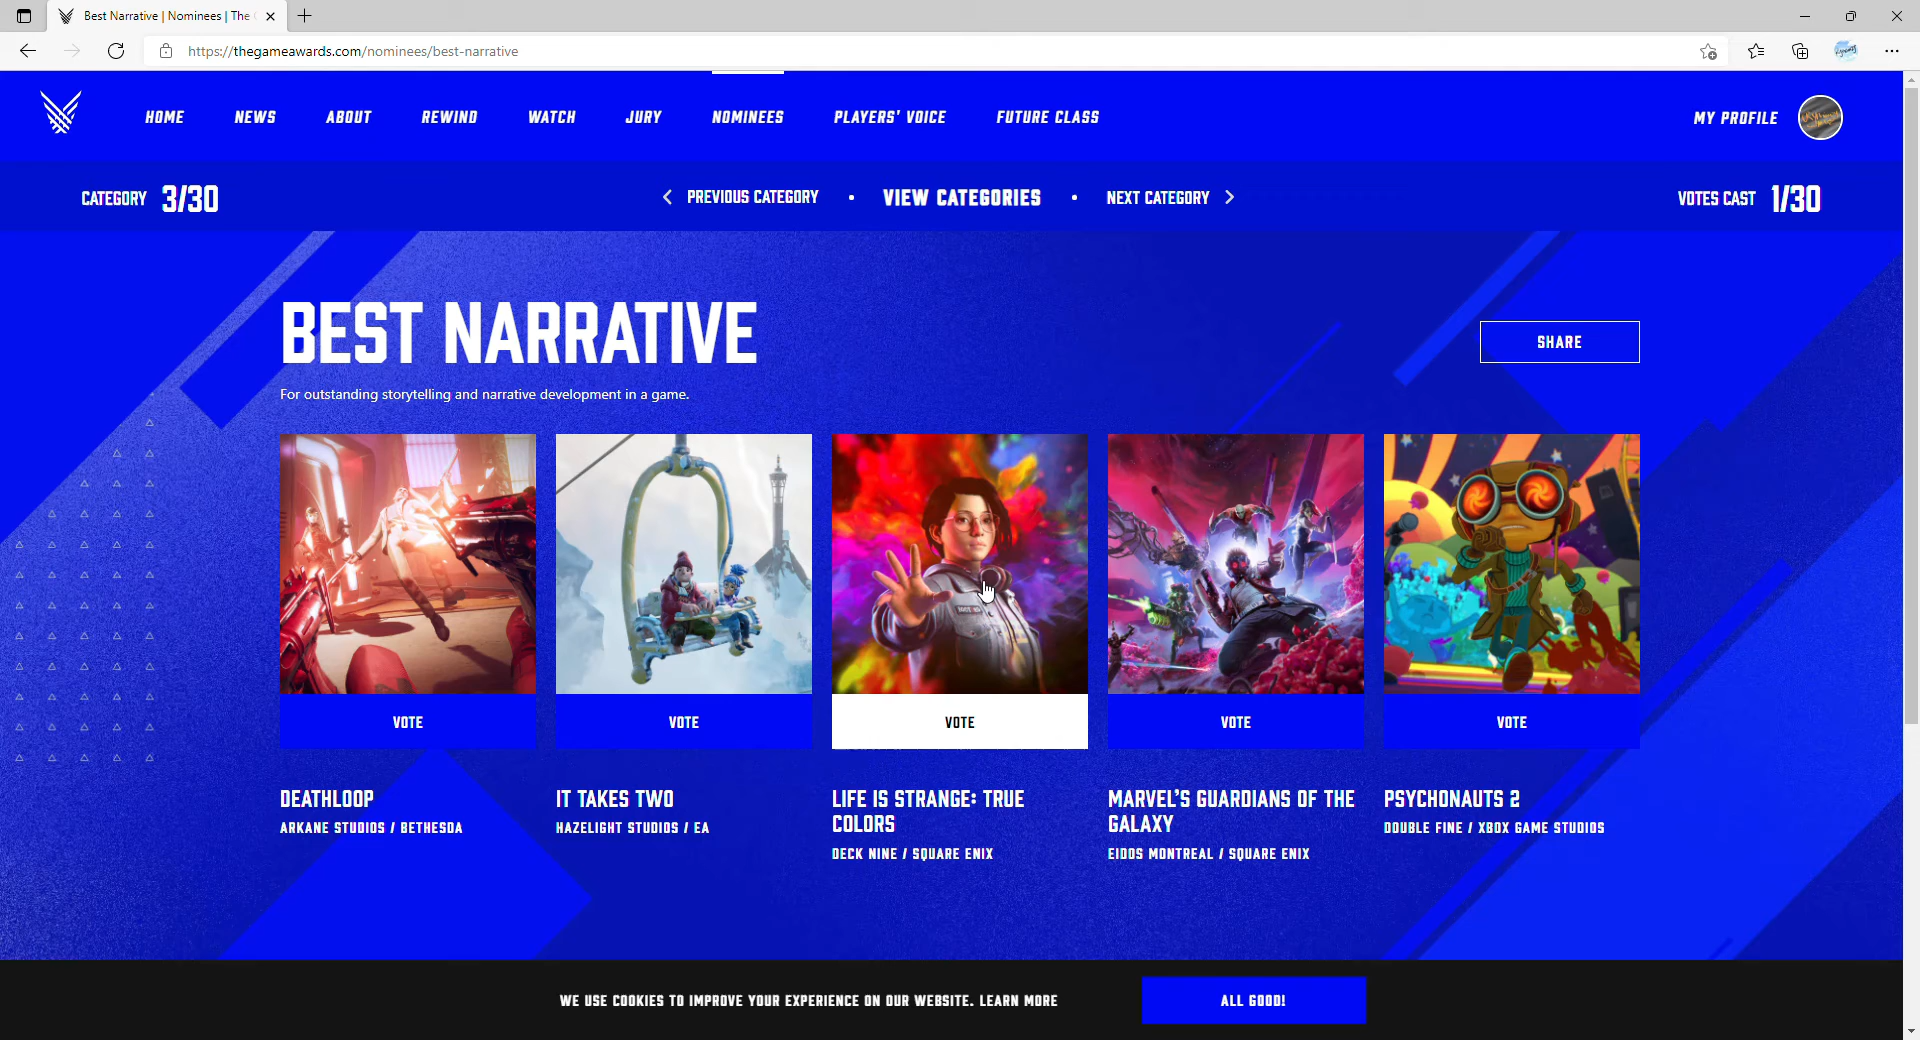 Best Narrative | Nominees | The
https://thegameawards.com/nominees/best-narrative
HOME NEWS ABOUT REWIND WATCH JURY NOMINEES PLAYERS' VOICE FUTURE CLASS MY PROFILE
CATEGORY 3/30 PREVIOUS CATEGORY • VIEW CATEGORIES • NEXT CATEGORY VOTES CAST 1/30
BEST NARRATIVE
SHARE
For outstanding storytelling and narrative development in a game.
VOTE VOTE VOTE VOTE VOTE
DEATHLOOP
ARKANE STUDIOS / BETHESDA
IT TAKES TWO
HAZELIGHT STUDIOS / EA
LIFE IS STRANGE: TRUE
COLORS
DECK NINE / SQUARE ENIX
MARVEL'S GUARDIANS OF THE
GALAXY
EIDOS MONTREAL / SQUARE ENIX
PSYCHONAUTS 2
DOUBLE FINE / XBOX GAME STUDIOS
WE USE COOKIES TO IMPROVE YOUR EXPERIENCE ON OUR WEBSITE. LEARN MORE
ALL GOOD!